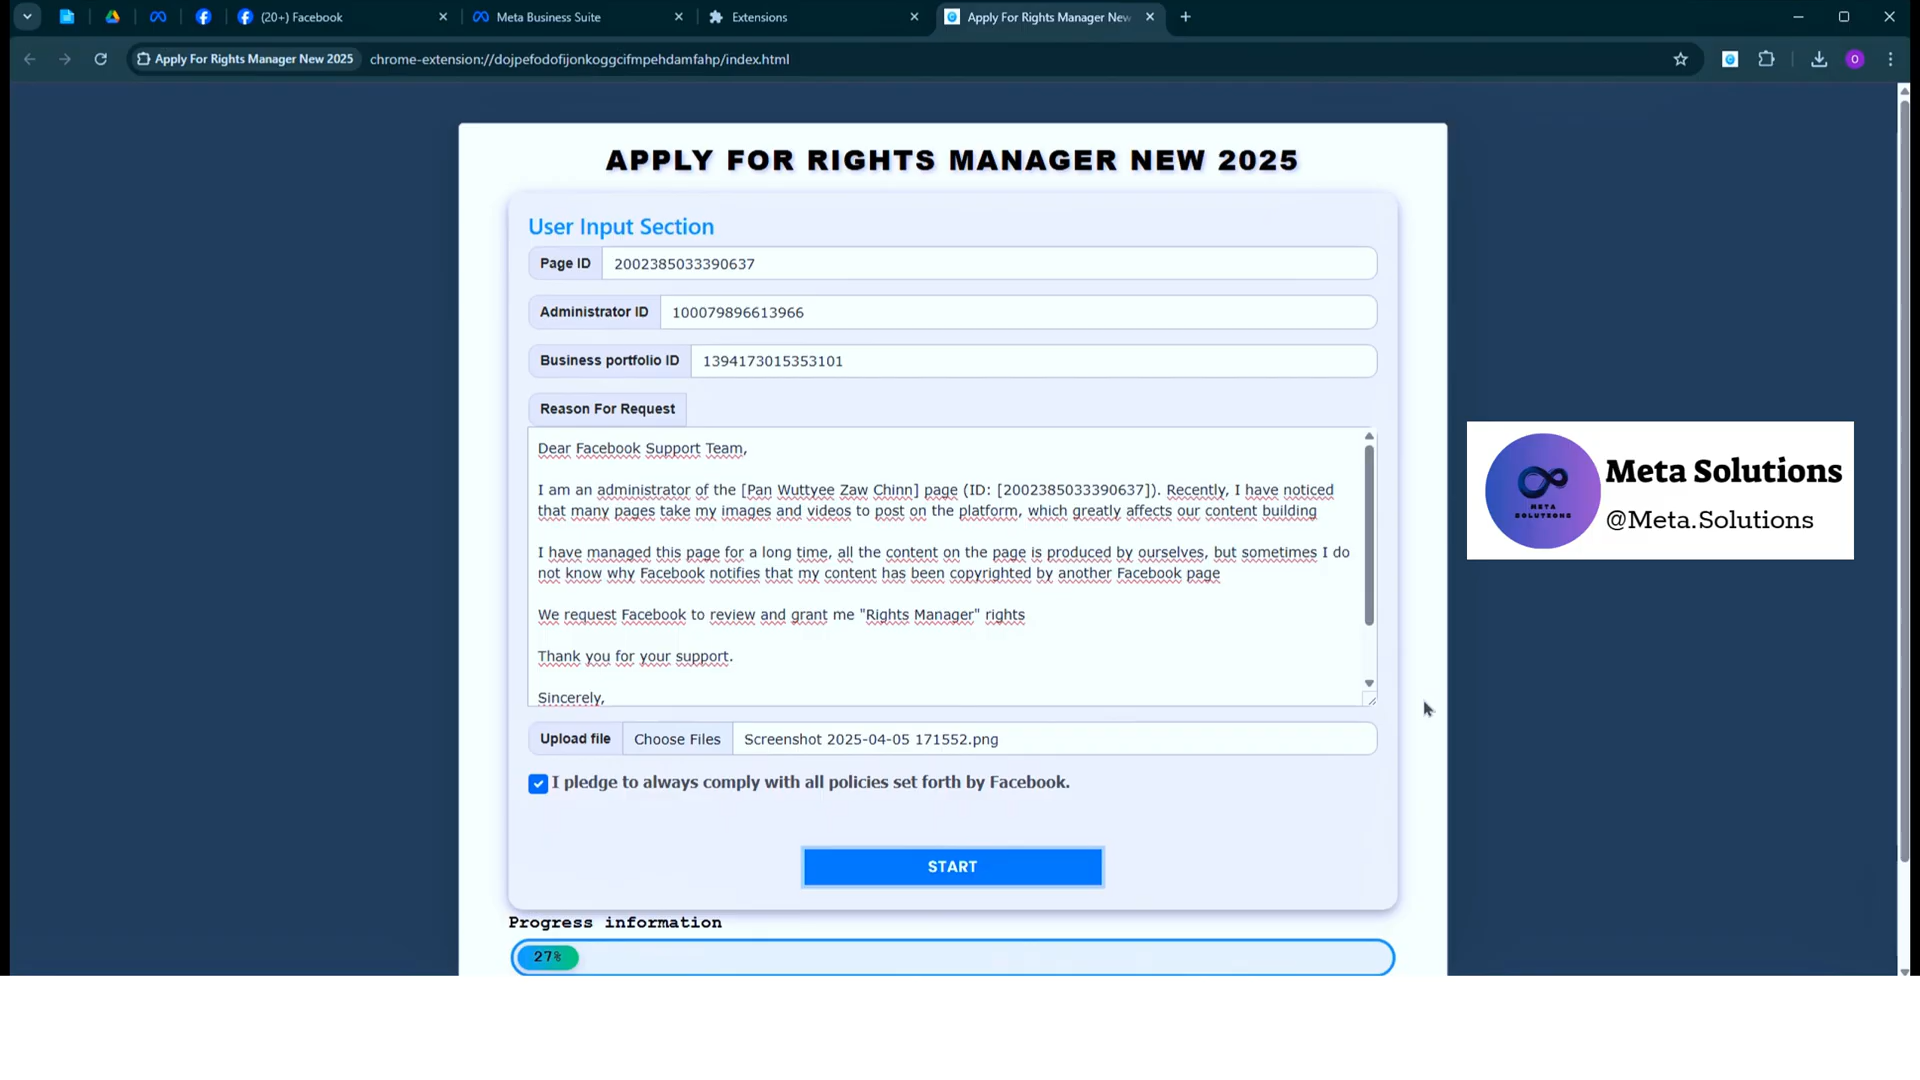 (20+) Facebook
Meta Business Suite
Extensions
Apply For Rights Manager New
Apply For Rights Manager New 2025
chrome-extension://dojpefodofijonkoggcifmpehdamfahp/index.html
O
APPLY FOR RIGHTS MANAGER NEW 2025
User Input Section
Page ID 2002385033390637
Administrator ID 100079896613966
Business portfolio ID 1394173015353101
Reason For Request
Dear Facebook Support Team,
I am an administrator of the [Pan Wuttyee Zaw Chinn] page (ID: [2002385033390637]). Recently, I have noticed
that many pages take my images and videos to post on the platform, which greatly affects our content building
I have managed this page for a long time, all the content on the page is produced by ourselves, but sometimes I do
not know why Facebook notifies that my content has been copyrighted by another Facebook page
We request Facebook to review and grant me "Rights Manager" rights
Thank you for your support.
Sincerely,
Upload file Choose Files Screenshot 2025-04-05 171552.png
I pledge to always comply with all policies set forth by Facebook.
START
Progress information
27%
META
SOLUTIONS
Meta Solutions
@Meta.Solutions